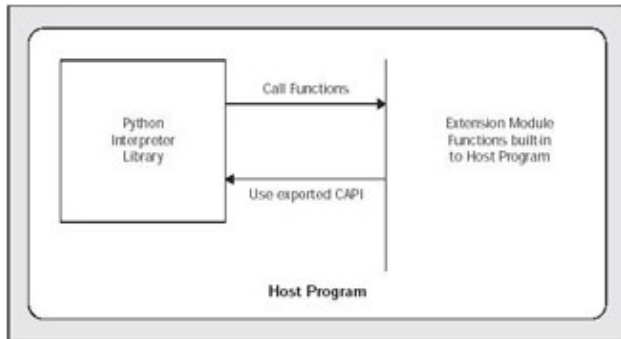 Call Functions
Python
Interpreter
Library
Extension Module
Functions built-in
to Host Program
Use exported CAPI
Host Program